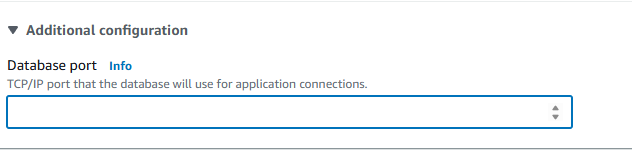 Additional configuration
Database port Info
TCP/IP port that the database will use for application connections.